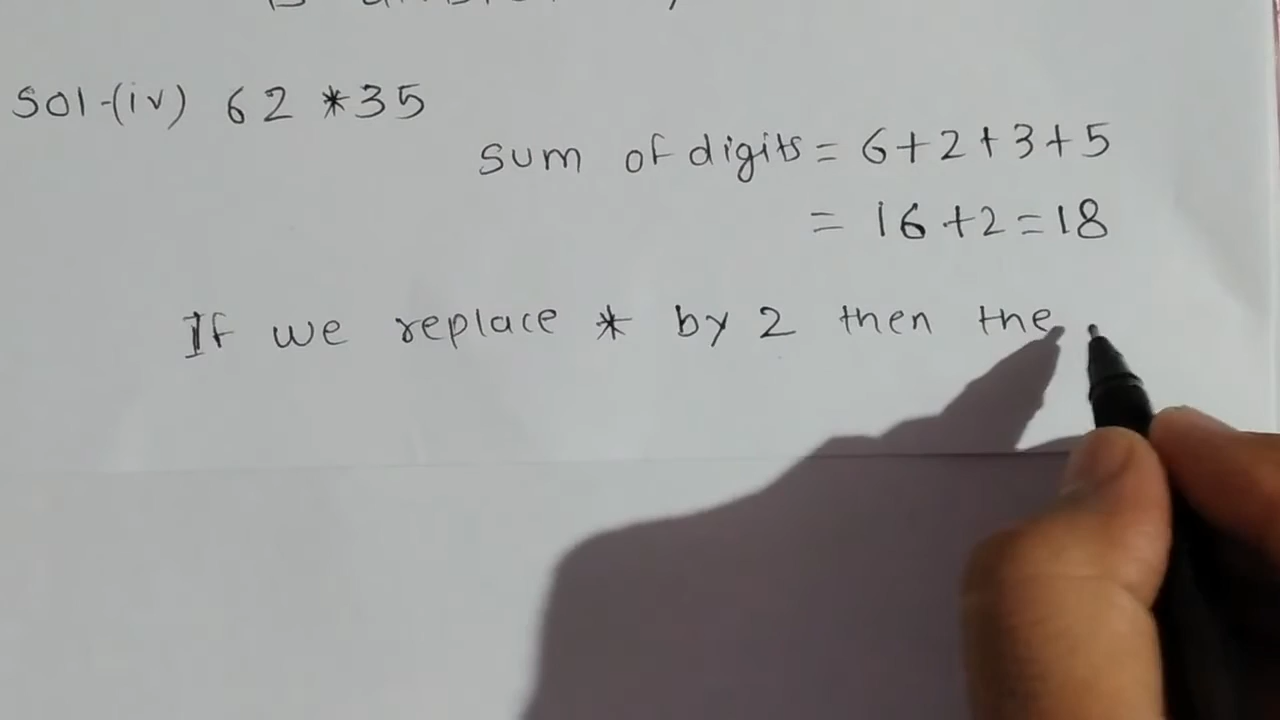 Sol-(iv) 62 *35
sum of digits = 6+2+3+5
= 16+2=18
If we replace * by 2 then the